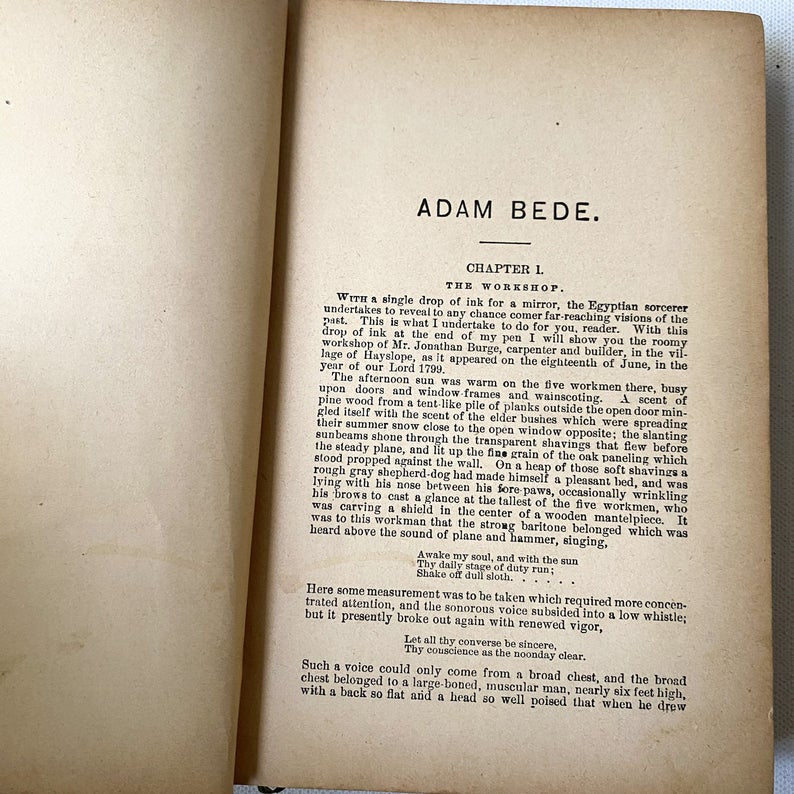 ADAM BEDE.
CHAPTER I.
THE WORKSHOP.
WITH a single drop of ink for a mirror, the Egyptian sorcerer
undertakes to reveal to any chance comer far-reaching visions of the
past. This is what I undertake to do for you, reader. With this
drop of ink at the end of my pen I will show you the roomy
workshop of Mr. Jonathan Burge, carpenter and builder, in the vil-
lage of Hayslope, as it appeared on the eighteenth of June, in the
year of our Lord 1799.
The afternoon sun was warm on the five workmen there, busy
upon doors and window-frames and wainscoting. A scent of
pine wood from a tent-like pile of planks outside the open door min-
gled itself with the scent of the elder bushes which were spreading
their summer snow close to the open window opposite; the slanting
sunbeams shone through the transparent shavings that flew before
the steady plane, and lit up the fine grain of the oak paneling which
stood propped against the wall. On a heap of those soft shavings a
rough gray shepherd-dog had made himself a pleasant bed, and was
lying with his nose between his fore-paws, occasionally wrinkling
his brows to cast a glance at the tallest of the five workmen, who
was carving a shield in the center of a wooden mantelpiece. It
was to this workman that the strong baritone belonged which was
heard above the sound of plane and hammer, singing,
Awake my soul, and with the sun
Thy daily stage of duty run;
Shake off dull sloth. . . . . .
Here some measurement was to be taken which required more concen-
trated attention, and the sonorous voice subsided into a low whistle;
but it presently broke out again with renewed vigor,
Let all thy converse be sincere,
Thy conscience as the noonday clear.
Such a voice could only come from a broad chest, and the broad
chest belonged to a large-boned, muscular man, nearly six feet high,
with a back so flat and a head so well poised that when he drew